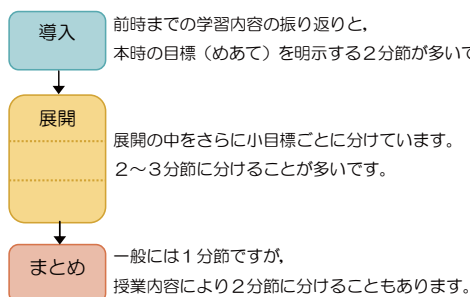 導入
前時までの学習内容の振り返りと，
本時の目標（めあて）を明示する２分節が多いで
展開
展開の中をさらに小目標ごとに分けています。
２〜３分節に分けることが多いです。
まとめ
一般には１分節ですが，
授業内容により２分節に分けることもあります。